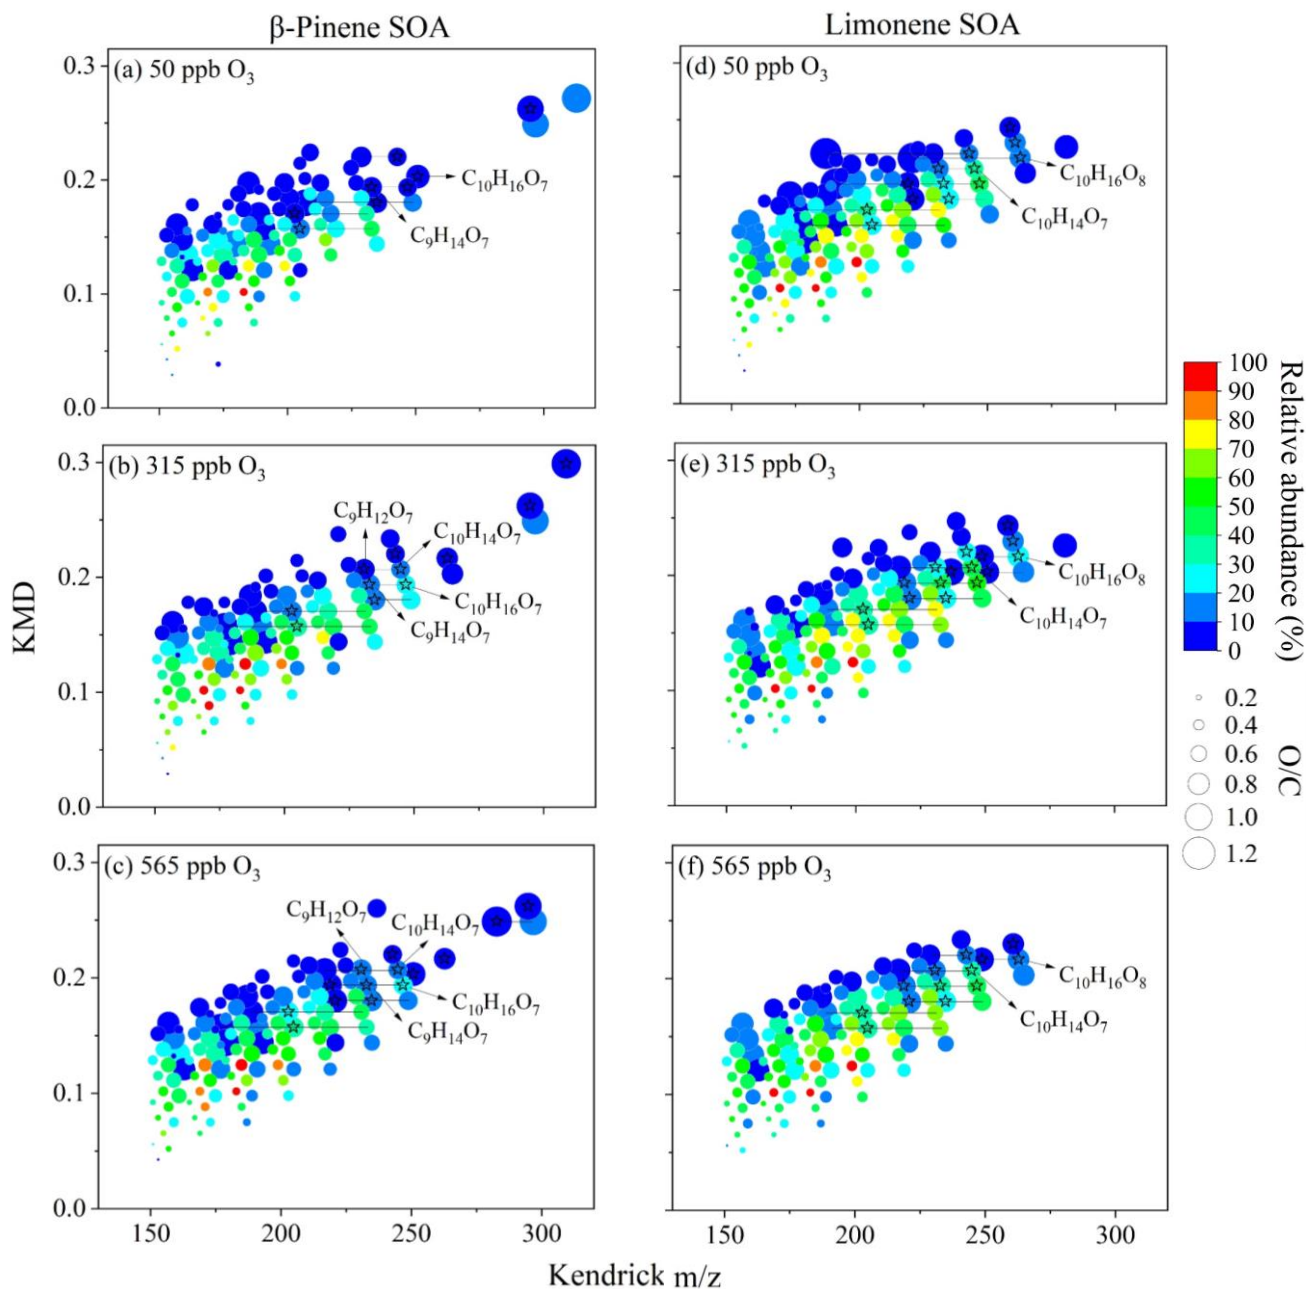 β-Pinene SOA
Limonene SOA
(a) 50 ppb O3
0.3
0.2
0.1
0.0
C10H16O7
C9H14O7
(d) 50 ppb O3
C10H16O8
C10H14O7
(b) 315 ppb O3
0.3
0.2
0.1
0.0
C9H12O7
C10H14O7
C10H16O7
C9H14O7
(e) 315 ppb O3
C10H16O8
C10H14O7
(c) 565 ppb O3
0.3
0.2
0.1
0.0
C9H12O7
C10H14O7
C10H16O7
C9H14O7
150
200
250
300
(f) 565 ppb O3
C10H16O8
C10H14O7
150
200
250
300
KMD
Kendrick m/z
100
90
80
70
60
50
40
30
20
10
0
Relative abundance (%)
0.2
0.4
0.6
0.8
1.0
1.2
O/C